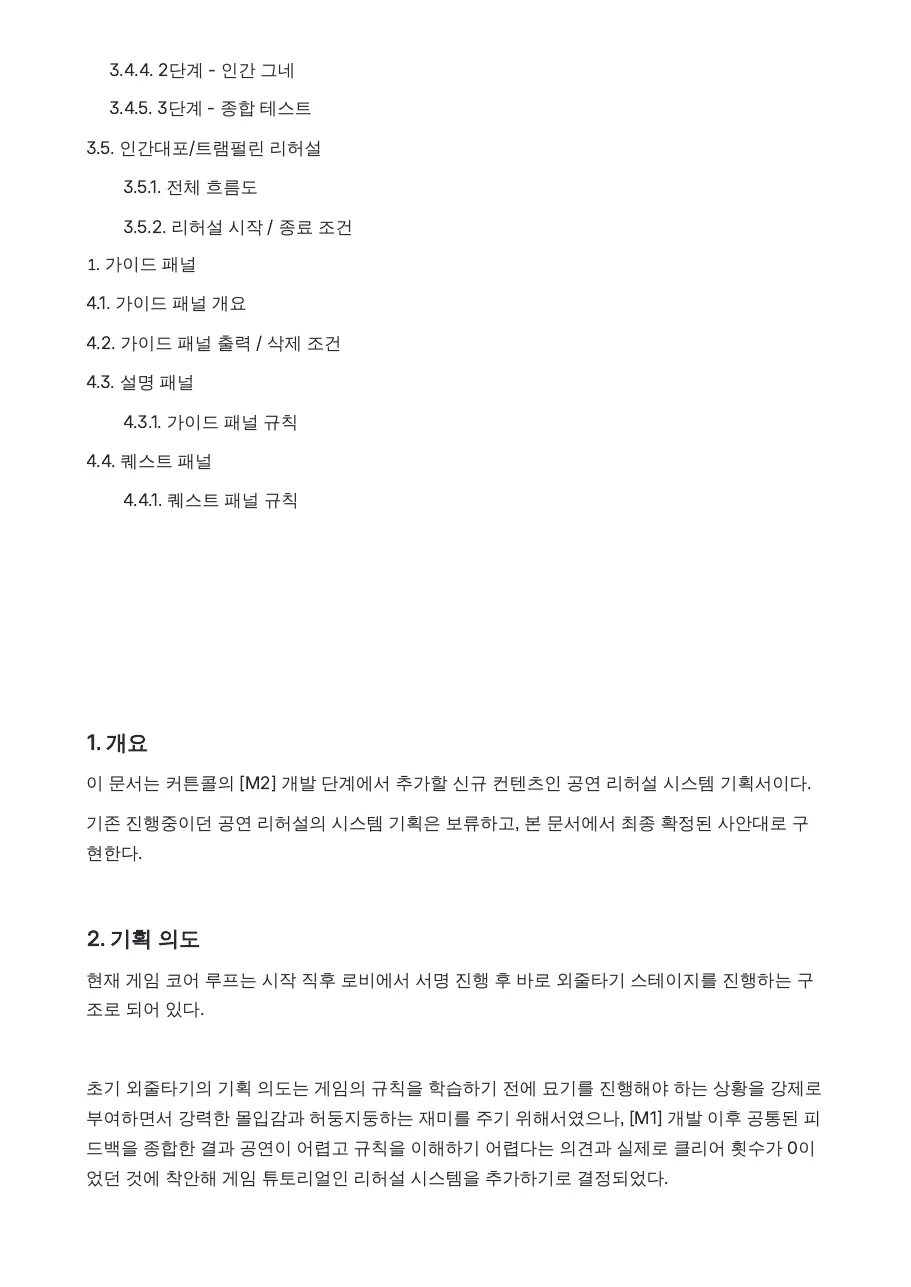 3.4.4. 2단계 - 인간 그네
3.4.5. 3단계 - 종합 테스트
3.5. 인간대포/트램펄린 리허설
3.5.1. 전체 흐름도
3.5.2. 리허설 시작 / 종료 조건
1. 가이드 패널
4.1. 가이드 패널 개요
4.2. 가이드 패널 출력 / 삭제 조건
4.3. 설명 패널
4.3.1. 가이드 패널 규칙
4.4. 퀘스트 패널
4.4.1. 퀘스트 패널 규칙
1. 개요
이 문서는 커튼콜의 [M2] 개발 단계에서 추가할 신규 컨텐츠인 공연 리허설 시스템 기획서이다.
기존 진행중이던 공연 리허설의 시스템 기획은 보류하고, 본 문서에서 최종 확정된 사안대로 구
현한다.
2. 기획 의도
현재 게임 코어 루프는 시작 직후 로비에서 서명 진행 후 바로 외줄타기 스테이지를 진행하는 구
조로 되어 있다.
초기 외줄타기의 기획 의도는 게임의 규칙을 학습하기 전에 묘기를 진행해야 하는 상황을 강제로
부여하면서 강력한 몰입감과 허둥지둥하는 재미를 주기 위해서였으나, [M1] 개발 이후 공통된 피
드백을 종합한 결과 공연이 어렵고 규칙을 이해하기 어렵다는 의견과 실제로 클리어 횟수가 0이
었던 것에 착안해 게임 튜토리얼인 리허설 시스템을 추가하기로 결정되었다.